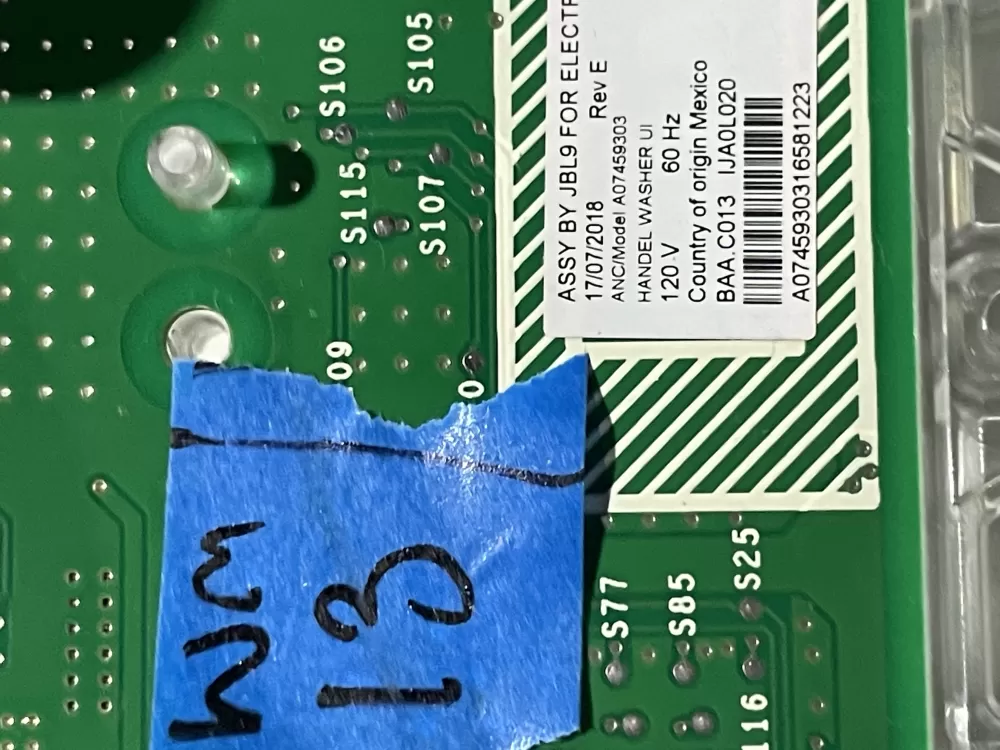 ASSY BY JBL9 FOR ELECTR
17/07/2018 Rev E
ANC/Model A07459303
HANDEL WASHER UI
120 V 60 Hz
Country of origin Mexico
BAA.C013 IJA0L020
A0745930316581223
S106
S105
S115
S107
09
0
S77
S85
S25
116
WM
13